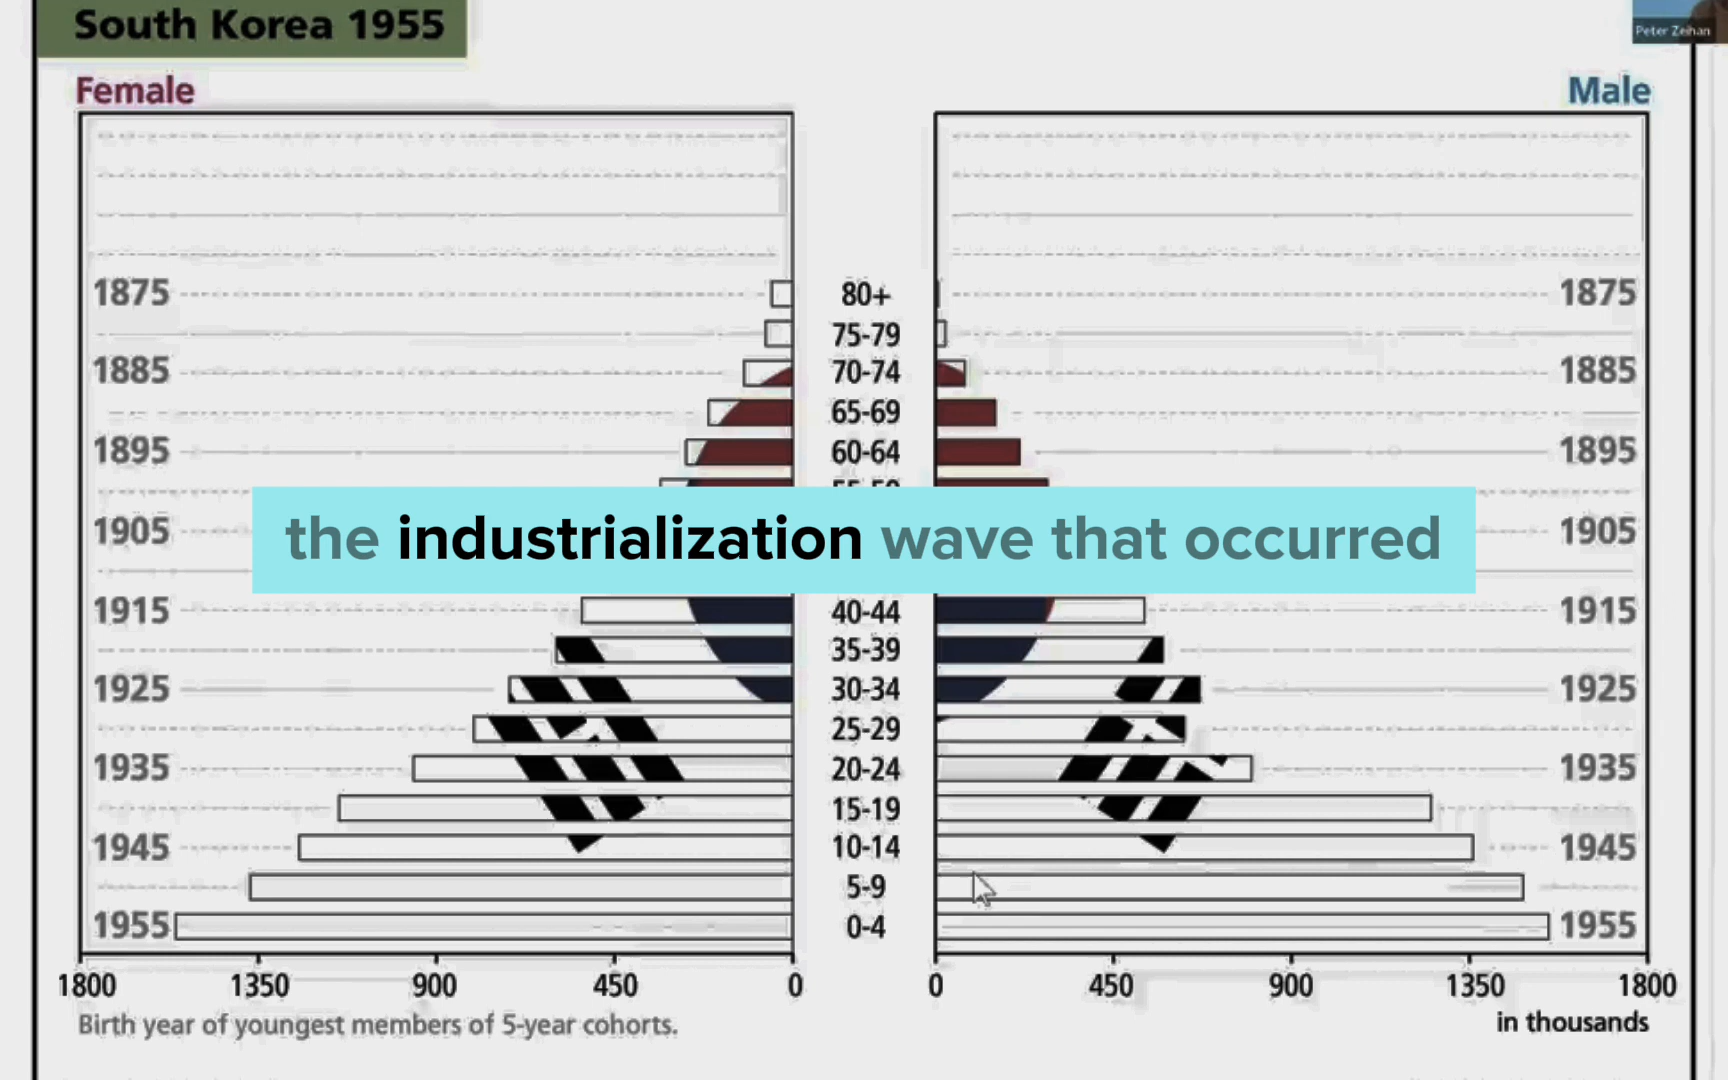 South Korea 1955
Peter Zeihan
Female
Male
1875 80+ 1875
75-79
1885 70-74 1885
65-69
1895 60-64 1895
1905 1905
the industrialization wave that occurred
1915 40-44 1915
35-39
1925 30-34 1925
25-29
1935 20-24 1935
15-19
1945 10-14 1945
5-9
1955 0-4 1955
1800 1350 900 450 0 0 450 900 1350 1800
Birth year of youngest members of 5-year cohorts.
in thousands